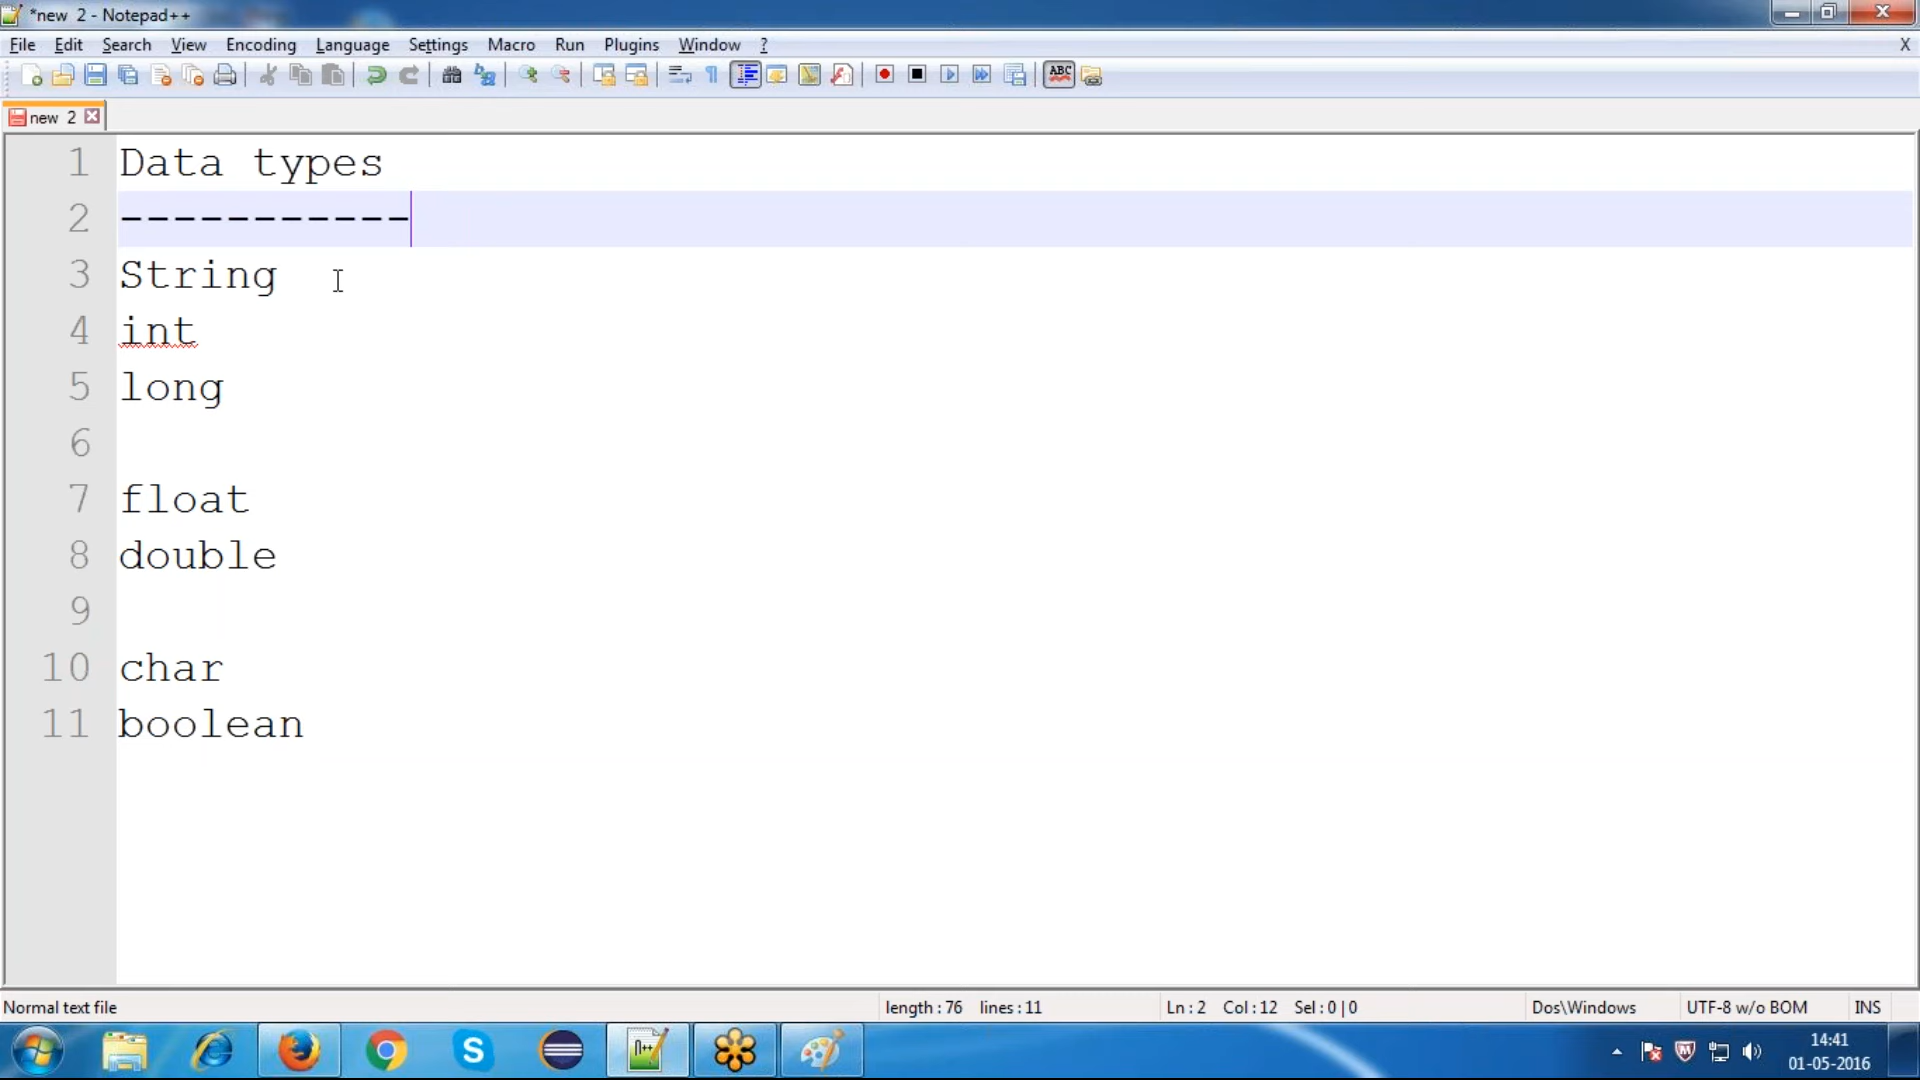 *new  2 - Notepad++
File Edit Search View Encoding Language Settings Macro Run Plugins Window ? X
ABC
new  2
1 Data types
2 -----------
3 String
4 int
5 long
6
7 float
8 double
9
10 char
11 boolean
Normal text file length : 76 lines : 11 Ln : 2 Col : 12 Sel : 0 | 0 Dos\Windows UTF-8 w/o BOM INS
14:41
01-05-2016